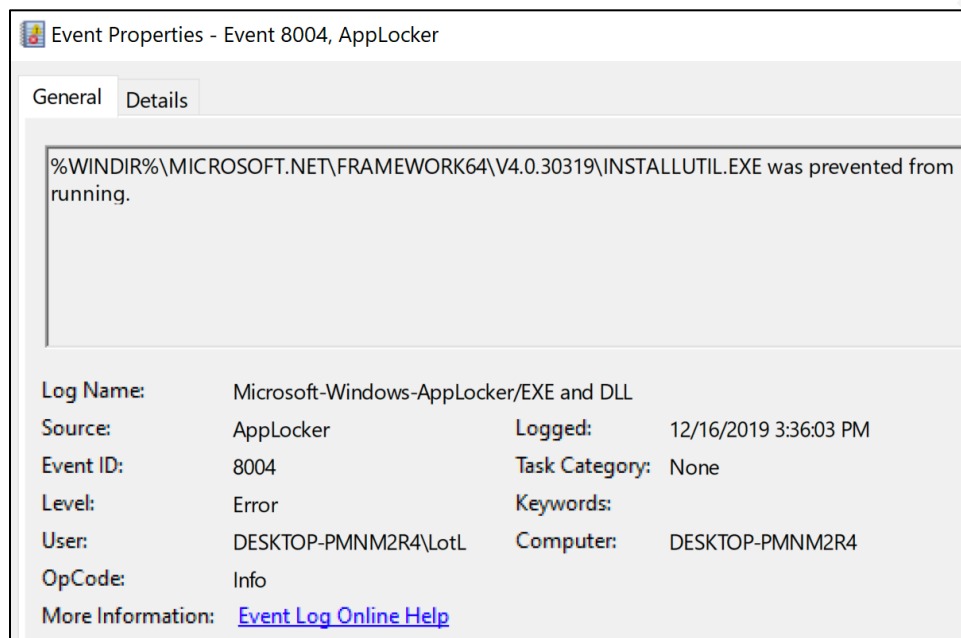 Event Properties - Event 8004, AppLocker
General Details
%WINDIR%\MICROSOFT.NET\FRAMEWORK64\V4.0.30319\INSTALLUTIL.EXE was prevented from
running.
Log Name: Microsoft-Windows-AppLocker/EXE and DLL
Source: AppLocker Logged: 12/16/2019 3:36:03 PM
Event ID: 8004 Task Category: None
Level: Error Keywords:
User: DESKTOP-PMNM2R4\LotL Computer: DESKTOP-PMNM2R4
OpCode: Info
More Information: Event Log Online Help